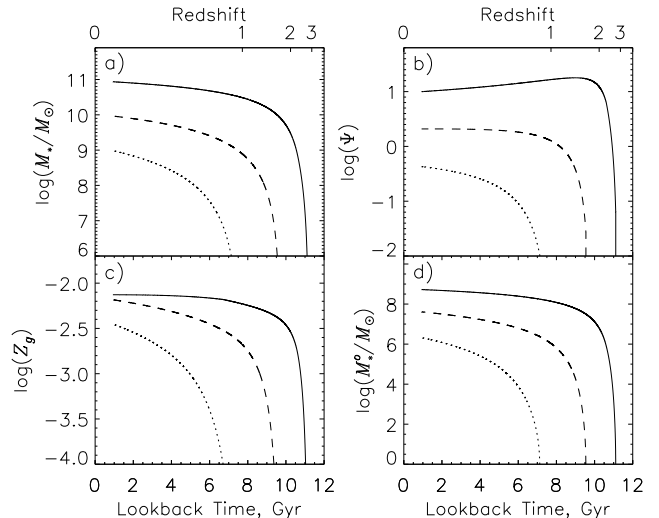 Redshift Redshift
0 1 2 3 0 1 2 3
a) b)
11
10
9
8
7
6
log(M*/M⊙)
1
0
−1
−2
log(Ψ)
c) d)
−2.0
−2.5
−3.0
−3.5
−4.0
log(Zg)
8
6
4
2
0
log(M*º/M⊙)
0 2 4 6 8 10 12 0 2 4 6 8 10 12
Lookback Time, Gyr Lookback Time, Gyr